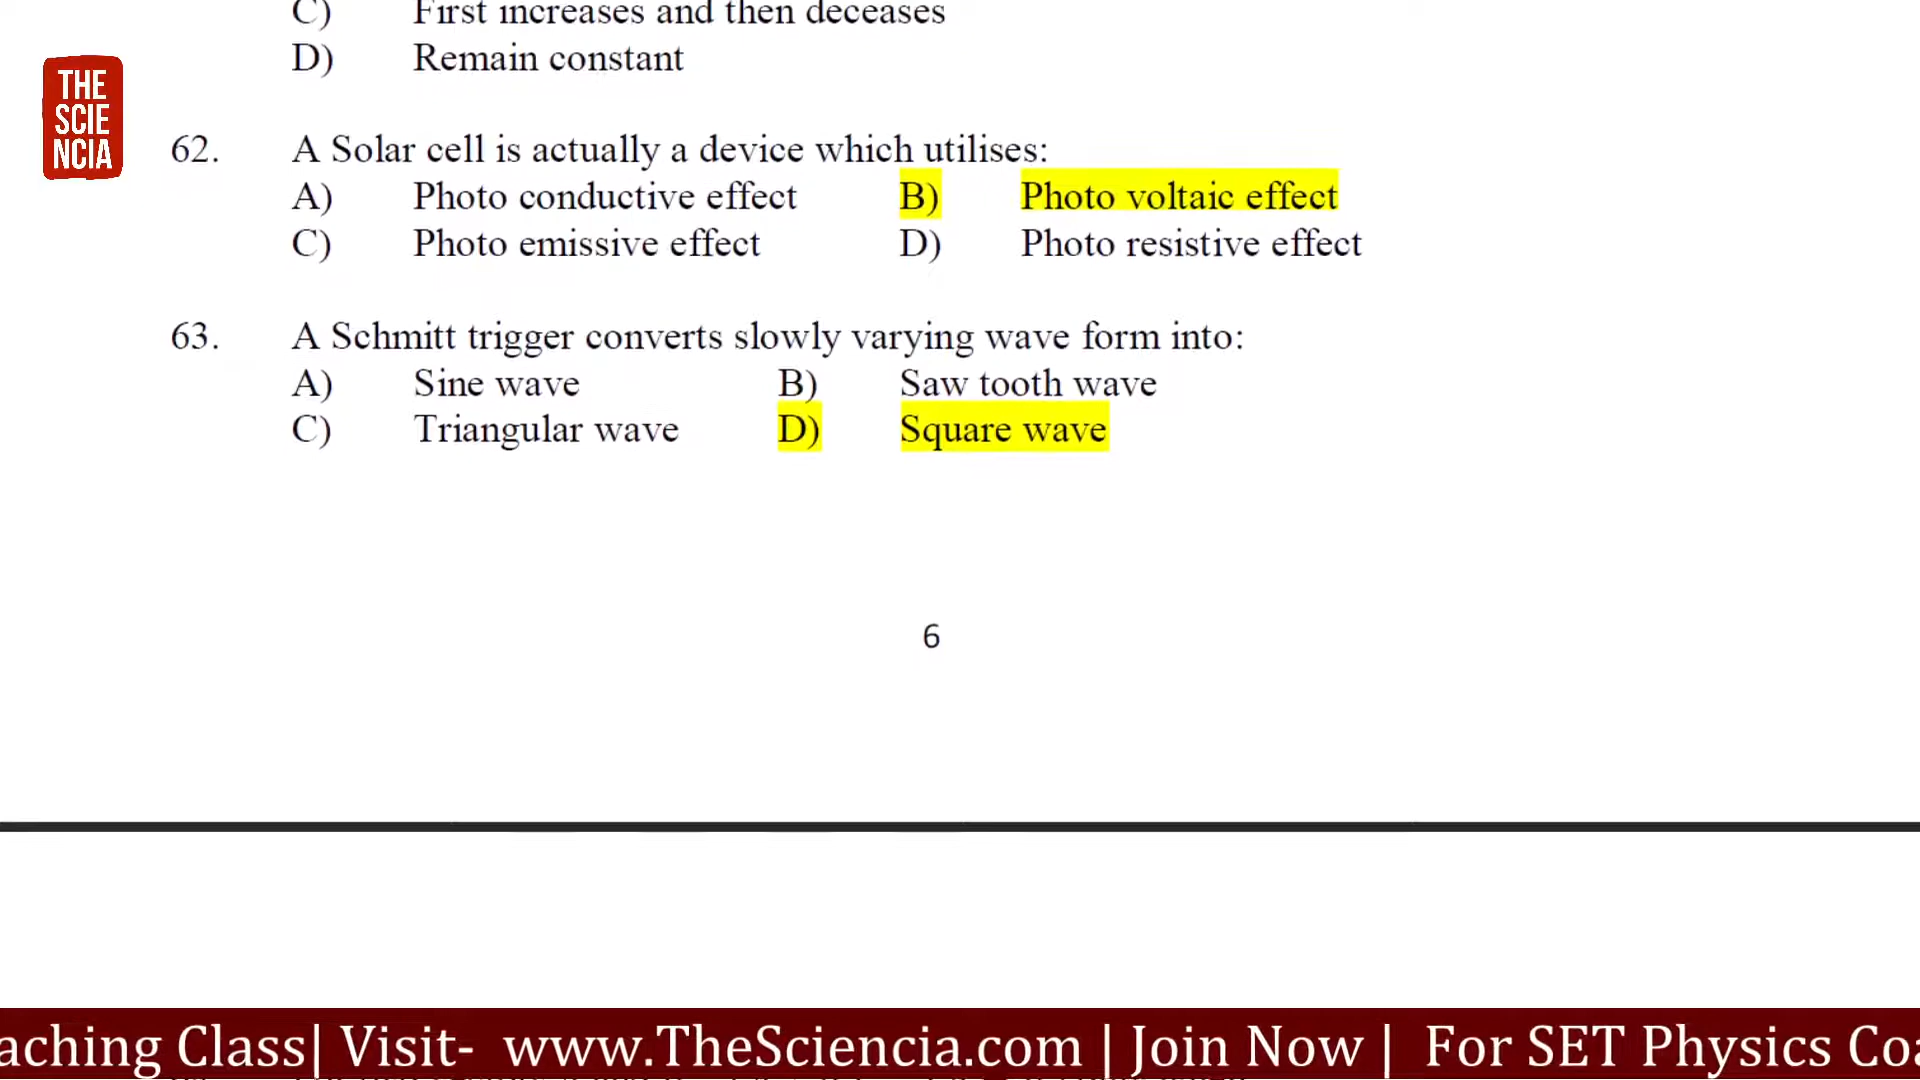 C) First increases and then deceases
D) Remain constant
THE
SCIE
NCIA
62. A Solar cell is actually a device which utilises:
A) Photo conductive effect B) Photo voltaic effect
C) Photo emissive effect D) Photo resistive effect
63. A Schmitt trigger converts slowly varying wave form into:
A) Sine wave B) Saw tooth wave
C) Triangular wave D) Square wave
6
aching Class| Visit- www.TheSciencia.com | Join Now | For SET Physics Coa